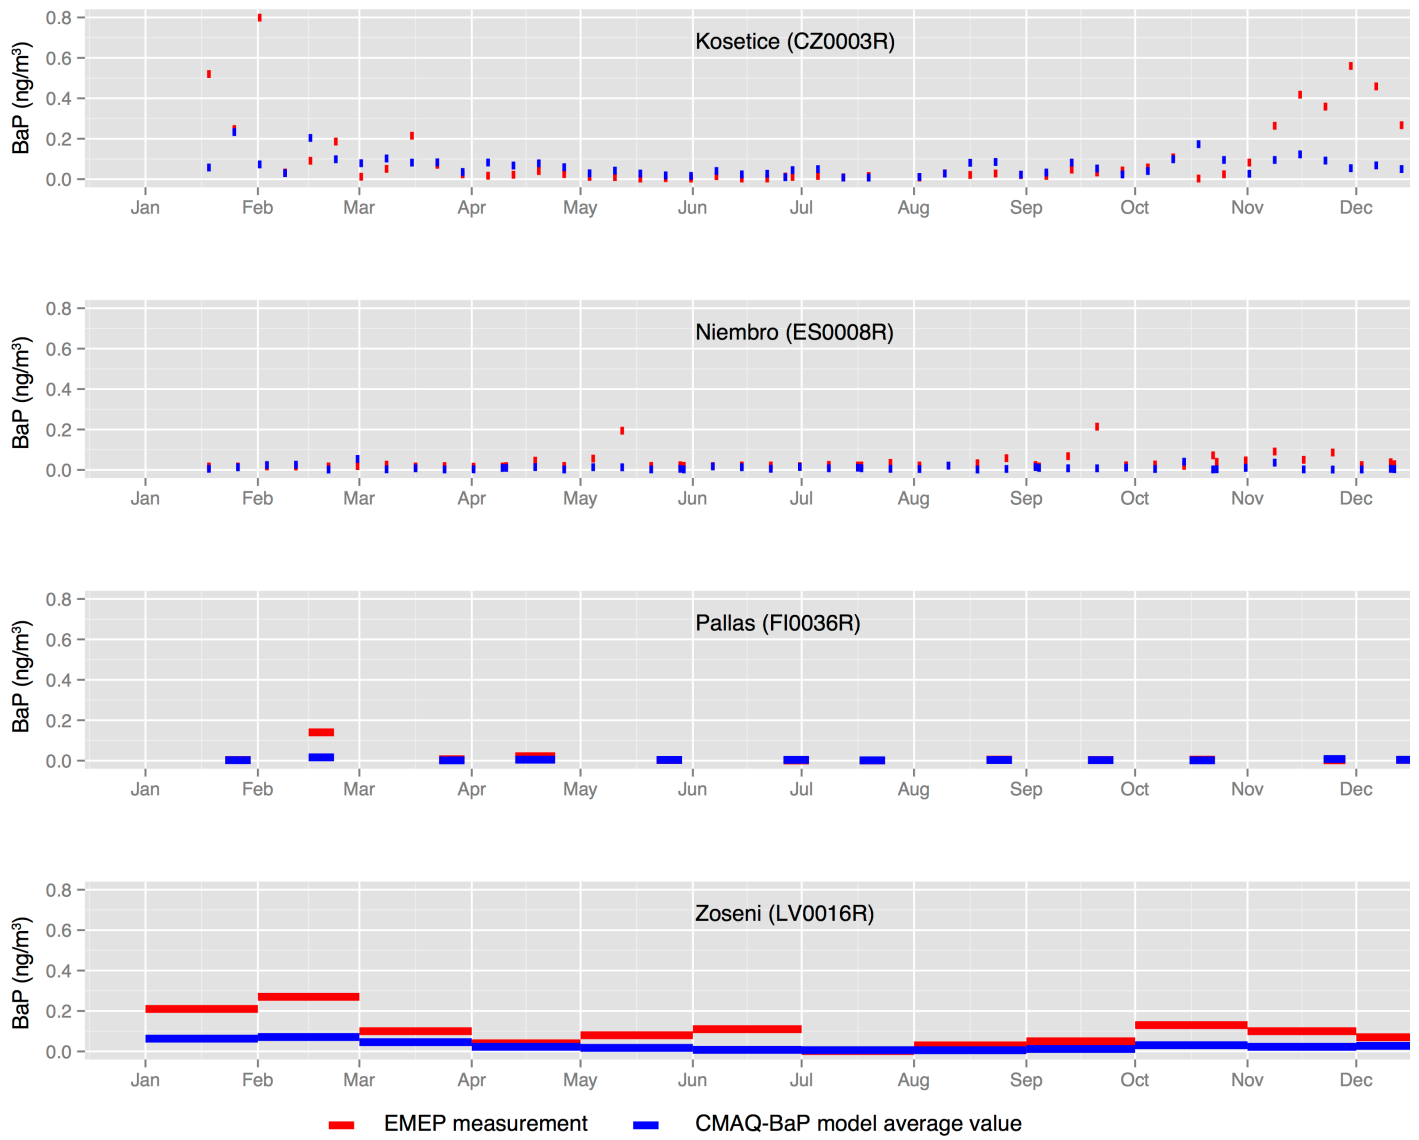 Kosetice (CZ0003R)
BaP (ng/m³)
0.8
0.6
0.4
0.2
0.0
Jan Feb Mar Apr May Jun Jul Aug Sep Oct Nov Dec
Niembro (ES0008R)
BaP (ng/m³)
0.8
0.6
0.4
0.2
0.0
Jan Feb Mar Apr May Jun Jul Aug Sep Oct Nov Dec
Pallas (FI0036R)
BaP (ng/m³)
0.8
0.6
0.4
0.2
0.0
Jan Feb Mar Apr May Jun Jul Aug Sep Oct Nov Dec
Zoseni (LV0016R)
BaP (ng/m³)
0.8
0.6
0.4
0.2
0.0
Jan Feb Mar Apr May Jun Jul Aug Sep Oct Nov Dec
EMEP measurement CMAQ-BaP model average value